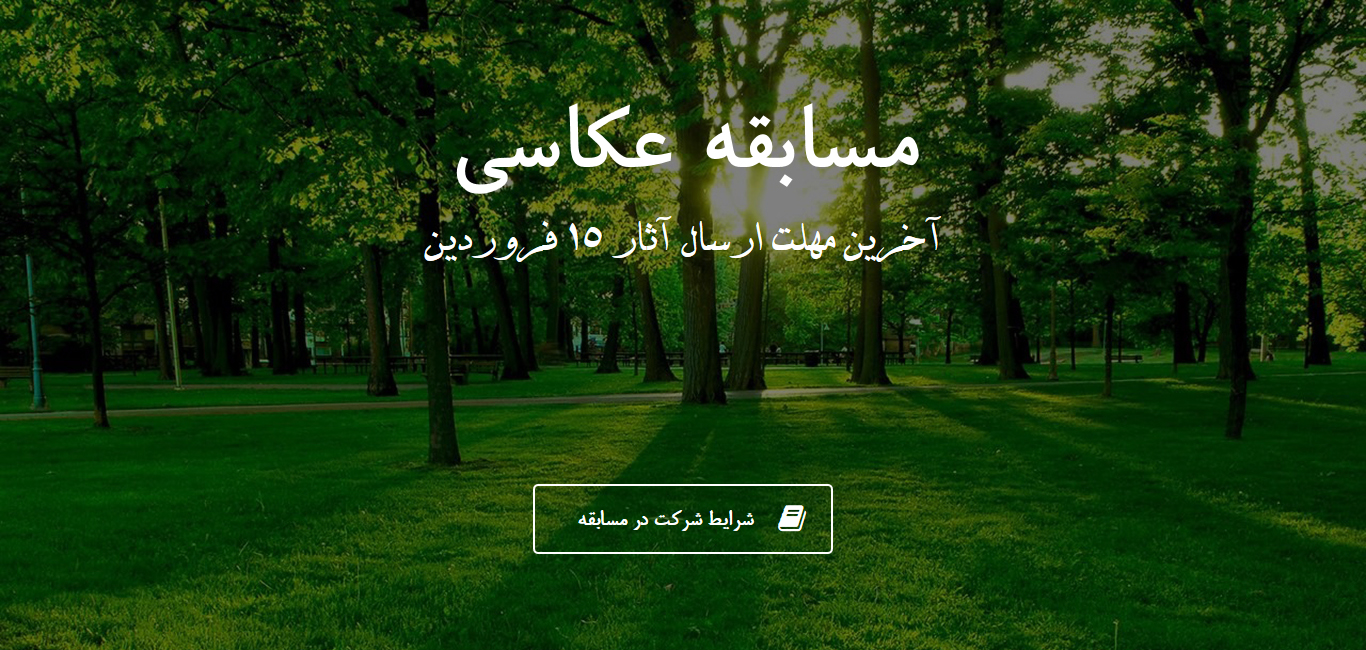 مسابقه عکاسی
آخرین مهلت ارسال آثار ۱۵ فروردین
شرایط شرکت در مسابقه